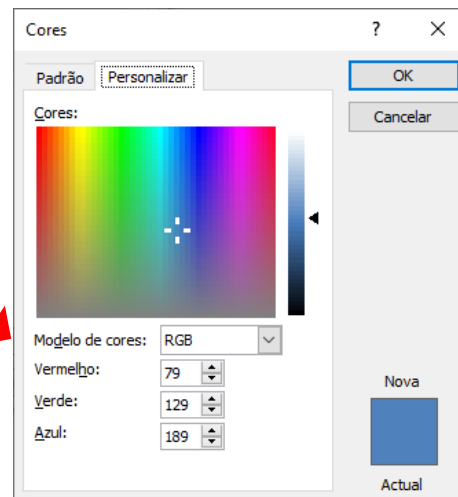 Cores ? X
Padrão Personalizar OK
Cores: Cancelar
Modelo de cores: RGB
Vermelho: 79
Verde: 129
Azul: 189
Nova
Actual